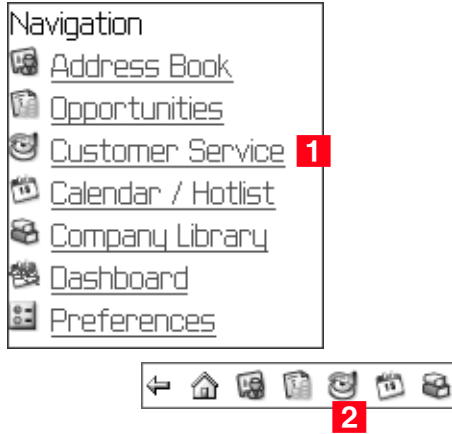 Navigation
Address Book
Opportunities
Customer Service 1
Calendar / Hotlist
Company Library
Dashboard
Preferences
2